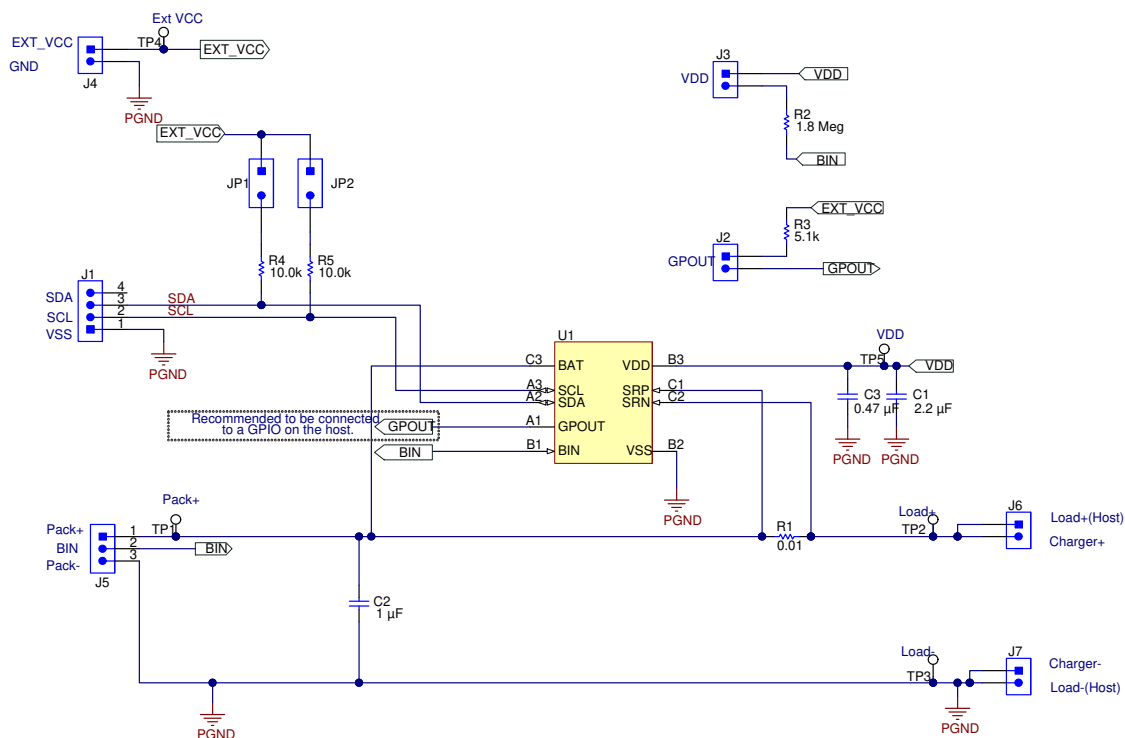 Ext VCC
EXT_VCC
TP4
EXT_VCC
GND
J4
PGND
J3
VDD
VDD
R2
1.8 Meg
BIN
EXT_VCC
JP1
JP2
R4
10.0k
R5
10.0k
EXT_VCC
R3
5.1k
J2
GPOUT
GPOUT
J1
4
SDA
3
SDA
SCL
2
SCL
VSS
1
PGND
U1
C3
BAT
VDD
B3
A3
SCL
SRP
C1
A2
SDA
SRN
C2
A1
GPOUT
B1
BIN
VSS
B2
VDD
TP5
VDD
C3
0.47 µF
C1
2.2 µF
PGND
PGND
Recommended to be connected
to a GPIO on the host.
GPOUT
BIN
PGND
Pack+
Pack+
1
TP1
BIN
2
BIN
Pack-
3
J5
R1
0.01
Load+
TP2
J6
Load+(Host)
Charger+
C2
1 µF
Load-
TP3
J7
Charger-
Load-(Host)
PGND
PGND